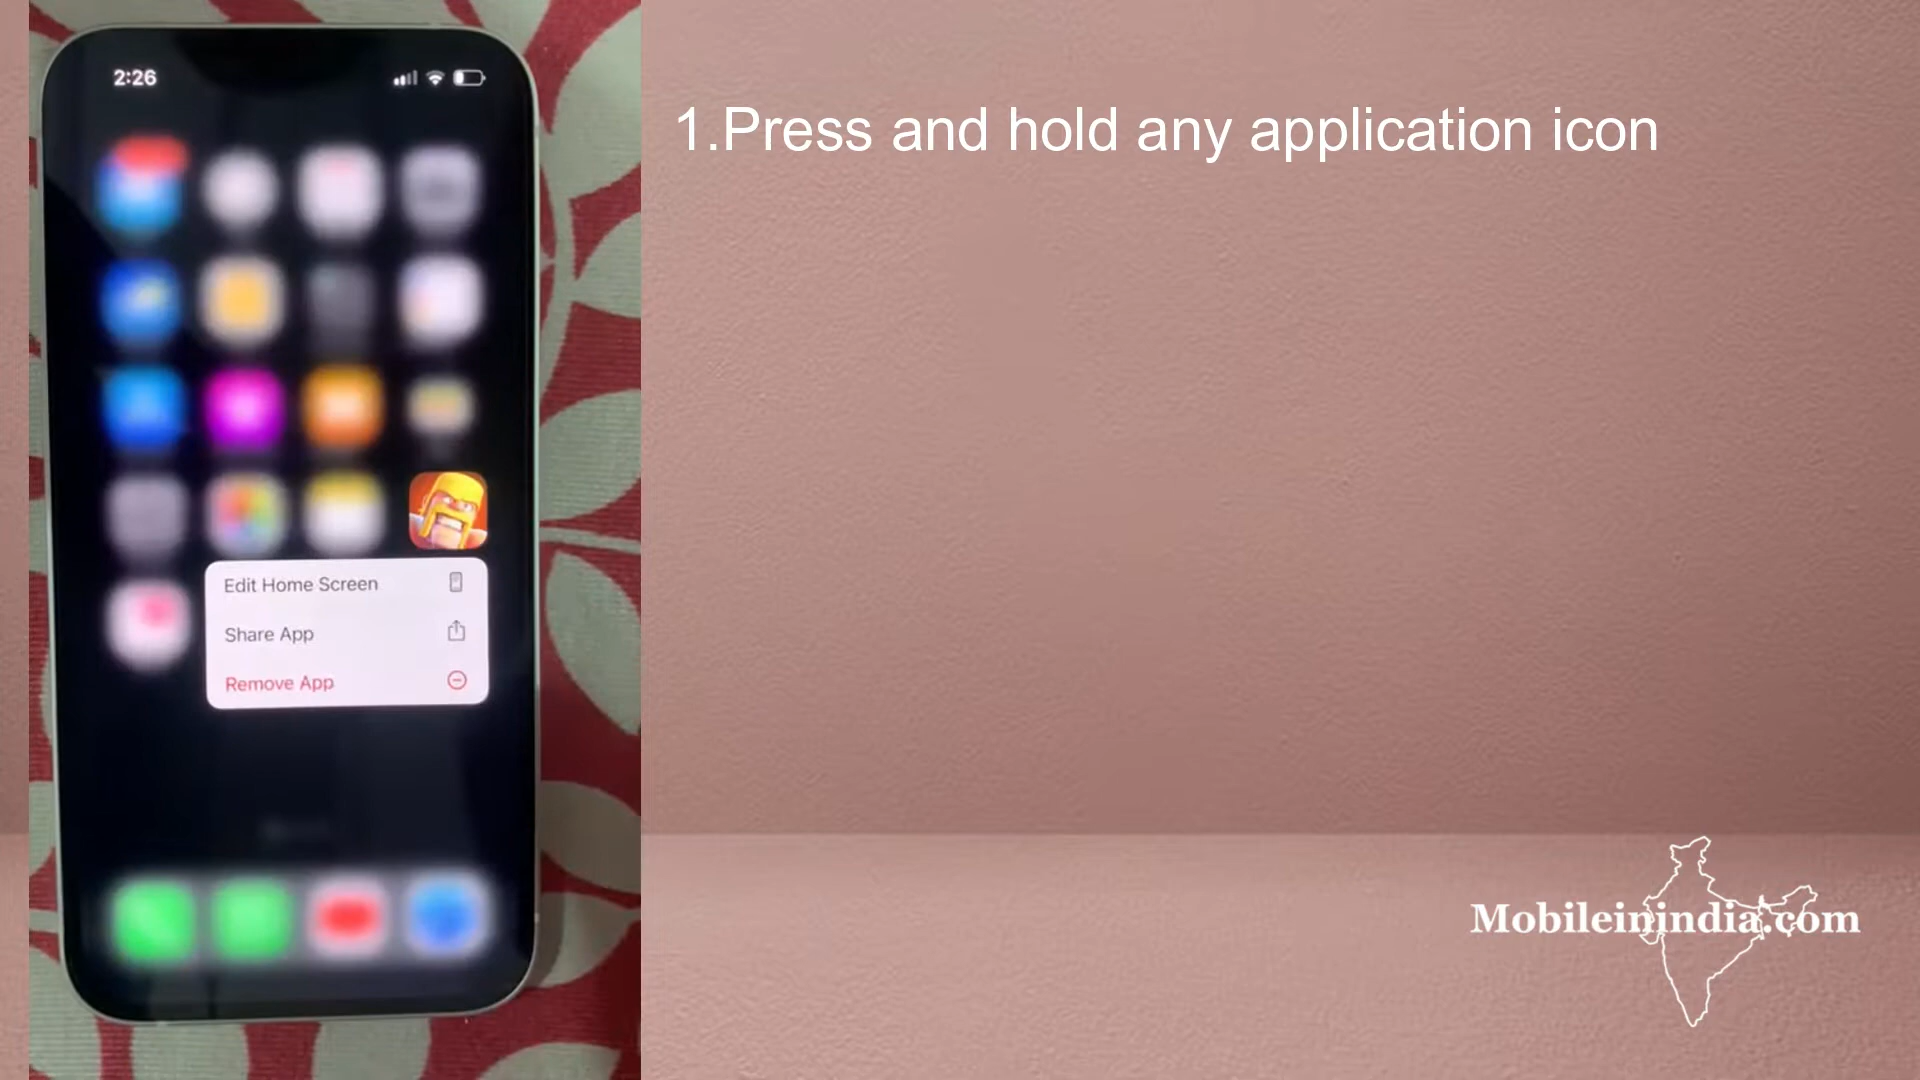 2:26
1.Press and hold any application icon
Edit Home Screen
Share App
Remove App
Mobileinindia.com